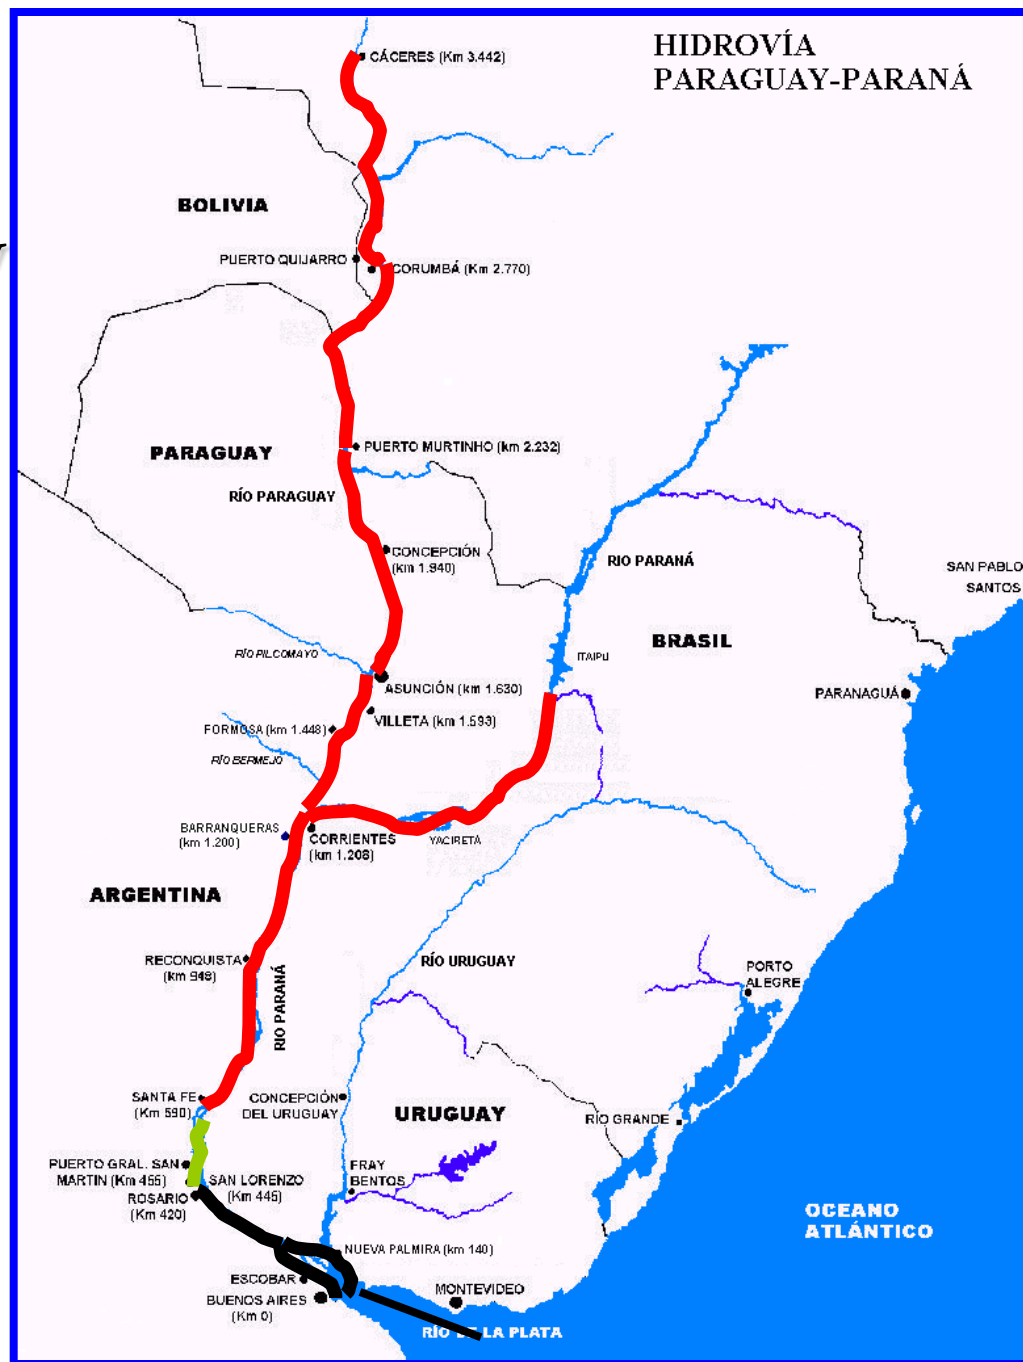 HIDROVÍA
PARAGUAY-PARANÁ
CÁCERES (Km 3.442)
BOLIVIA
PUERTO QUIJARRO
CORUMBÁ (Km 2.770)
PARAGUAY
PUERTO MURTINHO (km 2.232)
RÍO PARAGUAY
CONCEPCIÓN
(km 1.940)
RIO PARANÁ
SAN PABLO
SANTOS
BRASIL
RÍO PILCOMAYO
ITAIPU
ASUNCIÓN (km 1.630)
PARANAGUÁ
VILLETA (km 1.593)
FORMOSA (km 1.448)
RÍO BERMEJO
BARRANQUERAS
(km 1.200)
CORRIENTES
(km 1.208)
YACIRETÁ
ARGENTINA
RECONQUISTA
(km 948)
RIO PARANÁ
RÍO URUGUAY
PORTO
ALEGRE
SANTA FE
(Km 590)
CONCEPCIÓN
DEL URUGUAY
URUGUAY
RIO GRANDE
PUERTO GRAL. SAN
MARTIN (Km 455)
SAN LORENZO
(Km 445)
ROSARIO
(Km 420)
FRAY
BENTOS
OCEANO
ATLÁNTICO
NUEVA PALMIRA (km 140)
ESCOBAR
BUENOS AIRES
(Km 0)
MONTEVIDEO
RÍO DE LA PLATA